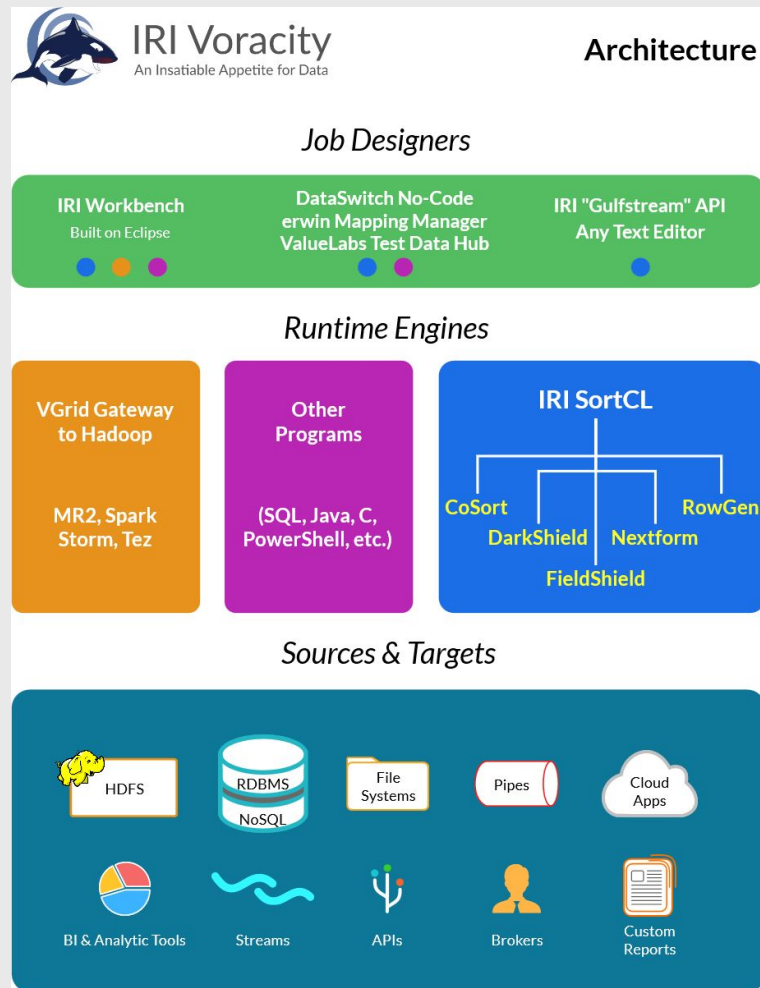 IRI Voracity
An Insatiable Appetite for Data
Architecture
Job Designers
IRI Workbench
Built on Eclipse
DataSwitch No-Code
erwin Mapping Manager
ValueLabs Test Data Hub
IRI "Gulfstream" API
Any Text Editor
Runtime Engines
VGrid Gateway
to Hadoop
MR2, Spark
Storm, Tez
Other
Programs
(SQL, Java, C,
PowerShell, etc.)
IRI SortCL
CoSort
RowGen
DarkShield
Nextform
FieldShield
Sources & Targets
HDFS
RDBMS
NoSQL
File
Systems
Pipes
Cloud
Apps
BI & Analytic Tools
Streams
APIs
Brokers
Custom
Reports